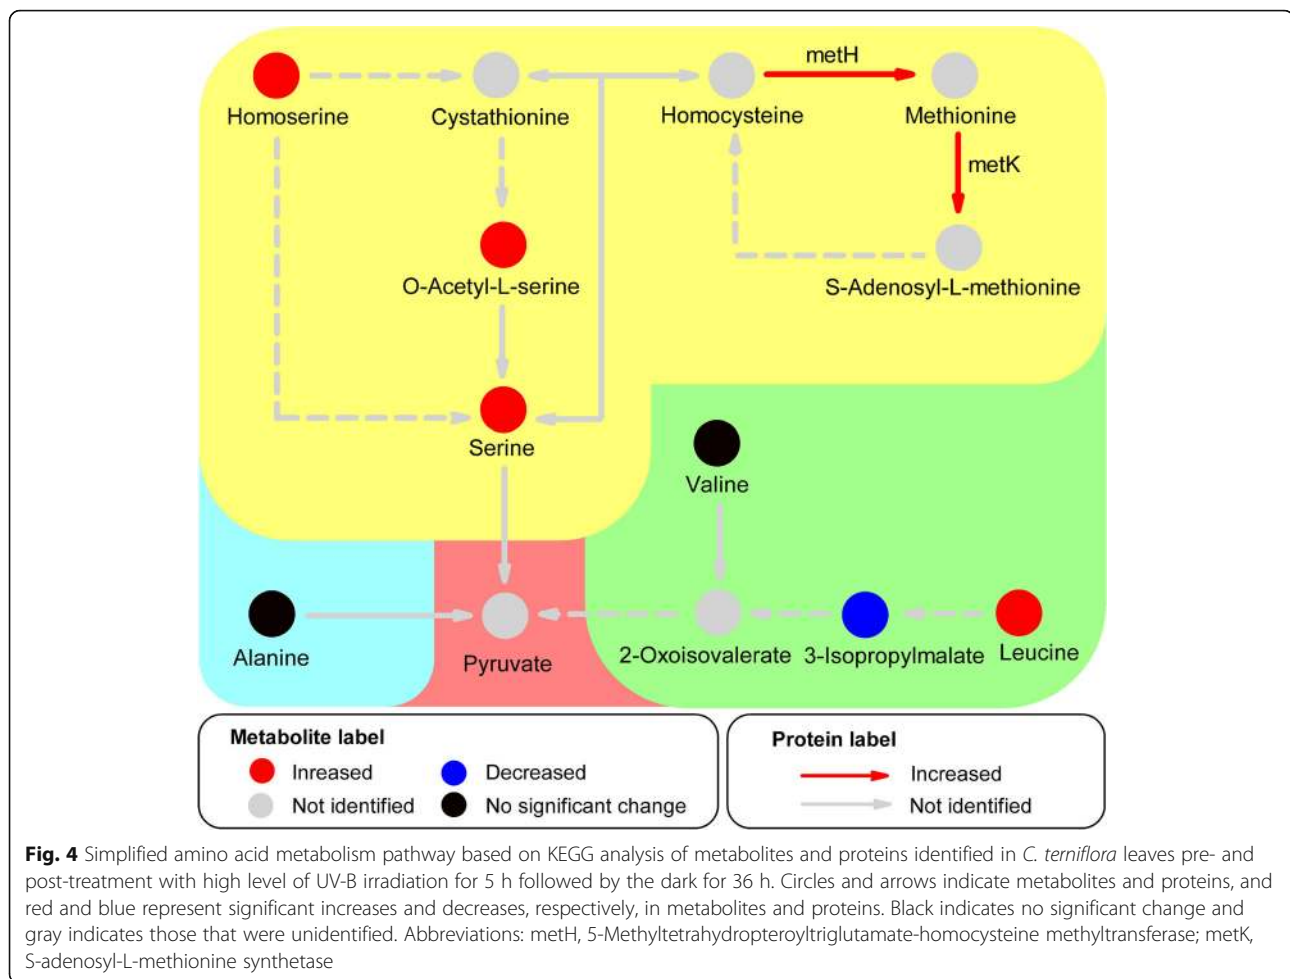 metH
Homoserine
Cystathionine
Homocysteine
Methionine
metK
O-Acetyl-L-serine
S-Adenosyl-L-methionine
Serine
Valine
Alanine
Pyruvate
2-Oxoisovalerate
3-Isopropylmalate
Leucine
Metabolite label
Inreased
Decreased
Not identified
No significant change
Protein label
Increased
Not identified
Fig. 4 Simplified amino acid metabolism pathway based on KEGG analysis of metabolites and proteins identified in C. terniflora leaves pre- and
post-treatment with high level of UV-B irradiation for 5 h followed by the dark for 36 h. Circles and arrows indicate metabolites and proteins, and
red and blue represent significant increases and decreases, respectively, in metabolites and proteins. Black indicates no significant change and
gray indicates those that were unidentified. Abbreviations: metH, 5-Methyltetrahydropteroyltriglutamate-homocysteine methyltransferase; metK,
S-adenosyl-L-methionine synthetase